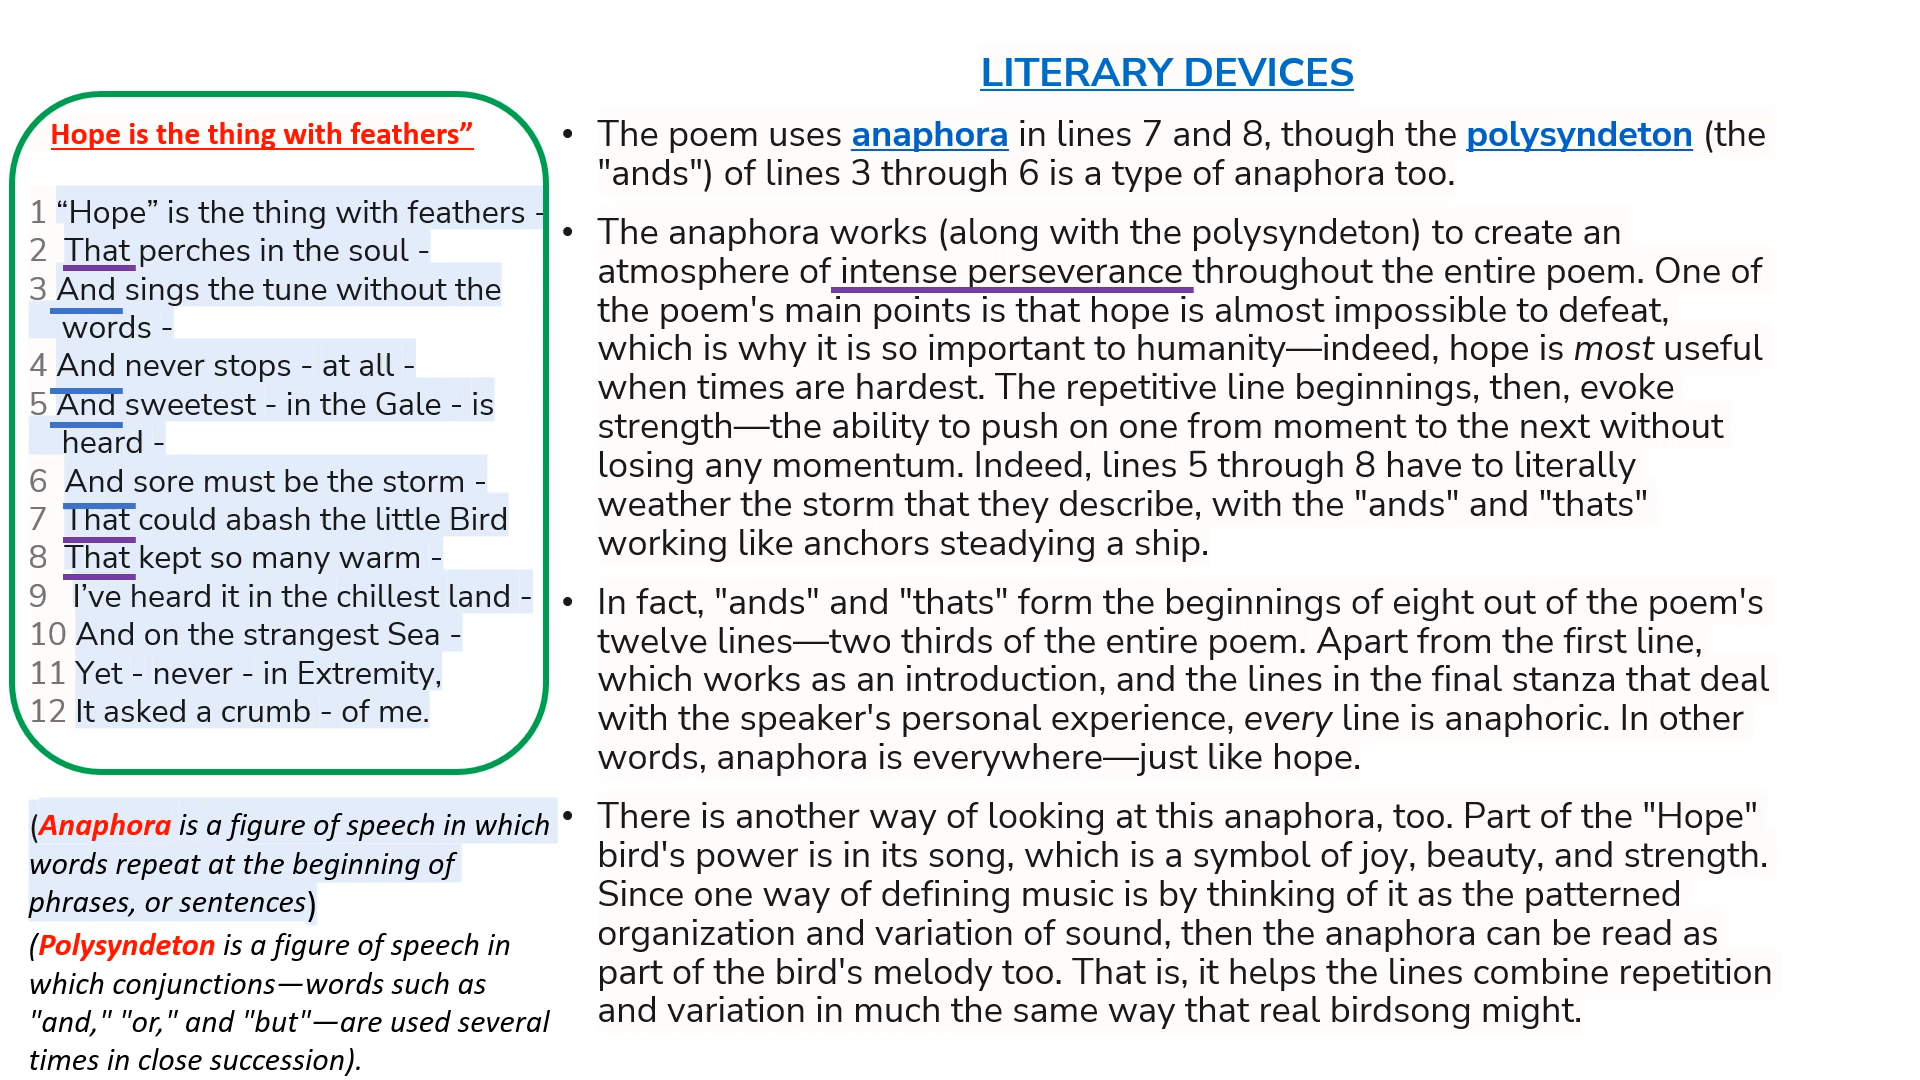 LITERARY DEVICES
Hope is the thing with feathers”
1 “Hope” is the thing with feathers -
2 That perches in the soul -
3 And sings the tune without the
words -
4 And never stops - at all -
5 And sweetest - in the Gale - is
heard -
6 And sore must be the storm -
7 That could abash the little Bird
8 That kept so many warm -
9 I’ve heard it in the chillest land -
10 And on the strangest Sea -
11 Yet - never - in Extremity,
12 It asked a crumb - of me.
(Anaphora is a figure of speech in which
words repeat at the beginning of
phrases, or sentences)
(Polysyndeton is a figure of speech in
which conjunctions—words such as
"and," "or," and "but"—are used several
times in close succession).
• The poem uses anaphora in lines 7 and 8, though the polysyndeton (the
"ands") of lines 3 through 6 is a type of anaphora too.
• The anaphora works (along with the polysyndeton) to create an
atmosphere of intense perseverance throughout the entire poem. One of
the poem's main points is that hope is almost impossible to defeat,
which is why it is so important to humanity—indeed, hope is most useful
when times are hardest. The repetitive line beginnings, then, evoke
strength—the ability to push on one from moment to the next without
losing any momentum. Indeed, lines 5 through 8 have to literally
weather the storm that they describe, with the "ands" and "thats"
working like anchors steadying a ship.
• In fact, "ands" and "thats" form the beginnings of eight out of the poem's
twelve lines—two thirds of the entire poem. Apart from the first line,
which works as an introduction, and the lines in the final stanza that deal
with the speaker's personal experience, every line is anaphoric. In other
words, anaphora is everywhere—just like hope.
• There is another way of looking at this anaphora, too. Part of the "Hope"
bird's power is in its song, which is a symbol of joy, beauty, and strength.
Since one way of defining music is by thinking of it as the patterned
organization and variation of sound, then the anaphora can be read as
part of the bird's melody too. That is, it helps the lines combine repetition
and variation in much the same way that real birdsong might.